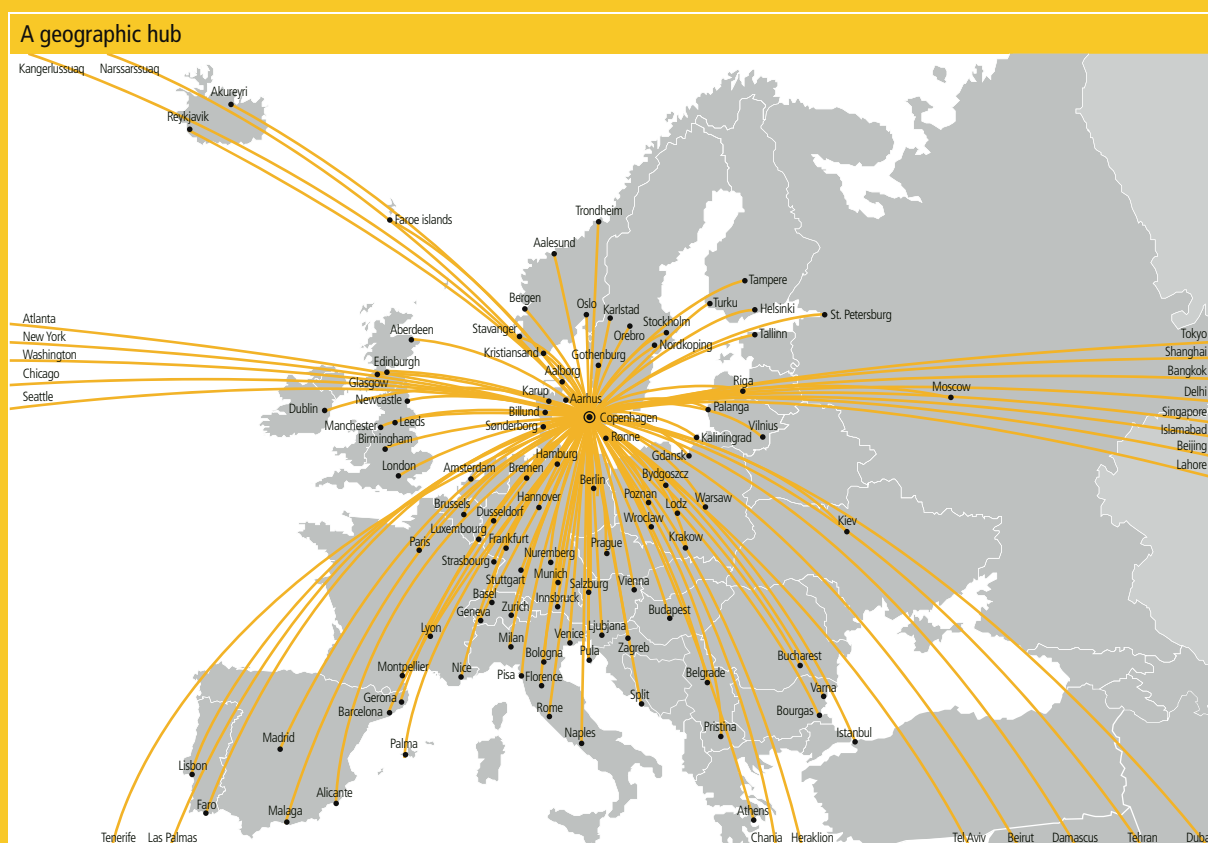 A geographic hub
Kangerlussuaq
Narssarssuaq
Akureyri
Reykjavik
Faroe islands
Trondheim
Aalesund
Tampere
Bergen
Oslo
Karlstad
Turku
Helsinki
St. Petersburg
Stockholm
Orebro
Stavanger
Tallinn
Nordkoping
Kristiansand
Gothenburg
Aberdeen
Atlanta
New York
Washington
Chicago
Seattle
Edinburgh
Glasgow
Newcastle
Dublin
Manchester
Leeds
Birmingham
London
Aalborg
Karup
Aarhus
Billund
Sønderborg
Copenhagen
Rønne
Riga
Palanga
Vilnius
Kaliningrad
Gdansk
Moscow
Tokyo
Shanghai
Bangkok
Delhi
Singapore
Islamabad
Beijing
Lahore
Hamburg
Amsterdam
Bremen
Berlin
Bydgoszcz
Hannover
Poznan
Lodz
Warsaw
Brussels
Dusseldorf
Wroclaw
Luxembourg
Kiev
Paris
Frankfurt
Krakow
Nuremberg
Prague
Strasbourg
Stuttgart
Munich
Salzburg
Vienna
Basel
Innsbruck
Geneva
Zurich
Budapest
Lyon
Ljubjana
Milan
Venice
Zagreb
Bologna
Pula
Bucharest
Montpellier
Nice
Pisa
Florence
Belgrade
Varna
Gerona
Split
Barcelona
Rome
Bourgas
Pristina
Istanbul
Naples
Madrid
Palma
Lisbon
Alicante
Faro
Malaga
Athens
Tenerife
Las Palmas
Chania
Heraklion
Tel Aviv
Beirut
Damascus
Tehran
Duba